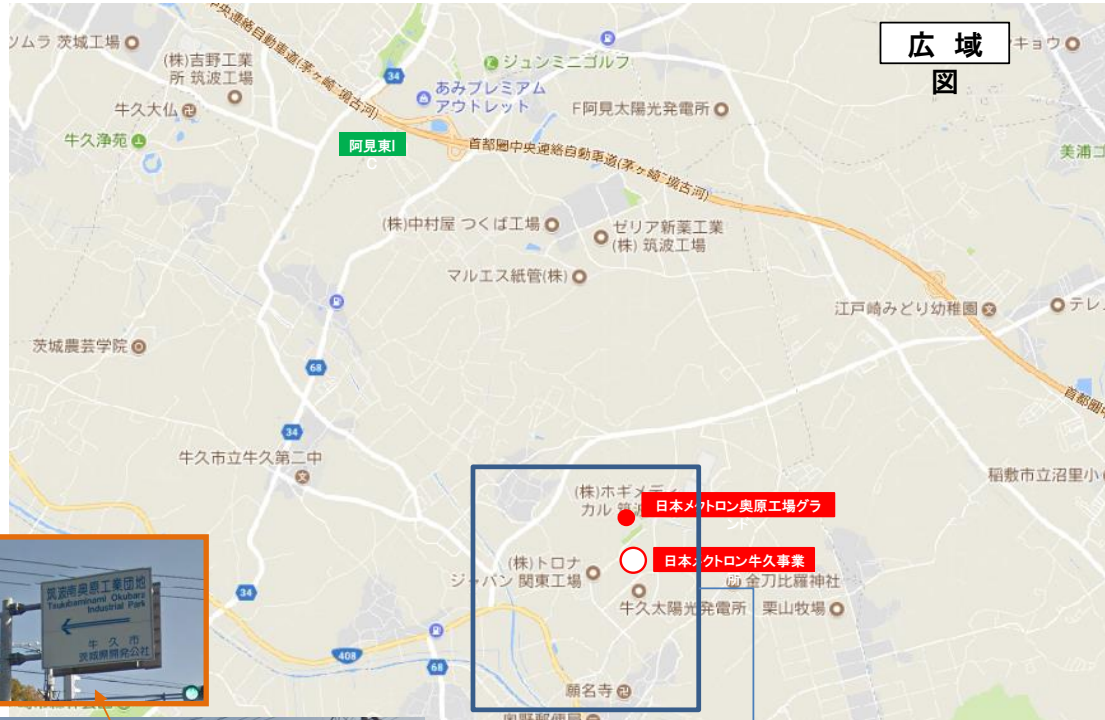 広 域
図
ツムラ 茨城工場
中央連絡自動車道(茅ヶ崎~境古河)
(株)吉野工業
所 筑波工場
34
ジュンミニゴルフ
キョウ
牛久大仏
あみプレミアム
アウトレット
F阿見太陽光発電所
牛久浄苑
阿見東I
C
首都圏中央連絡自動車道(茅ヶ崎~境古河)
美浦ゴ
(株)中村屋 つくば工場
ゼリア新薬工業
(株) 筑波工場
マルエス紙管(株)
江戸崎みどり幼稚園
テレ
茨城農芸学院
68
首都圏中
34
牛久市立牛久第二中
稲敷市立沼里小
(株)ホギメディ
カル 筑波
日本メクトロン奥原工場グラ
(株)トロナ
ジャパン 関東工場
日本メクトロン牛久事業
金刀比羅神社
牛久太陽光発電所
栗山牧場
34
408
68
筑波南奥原工業団地
Tsukubaminami Okubara
Industrial Park
牛久市
茨城県開発公社
願名寺
奥野郵便局